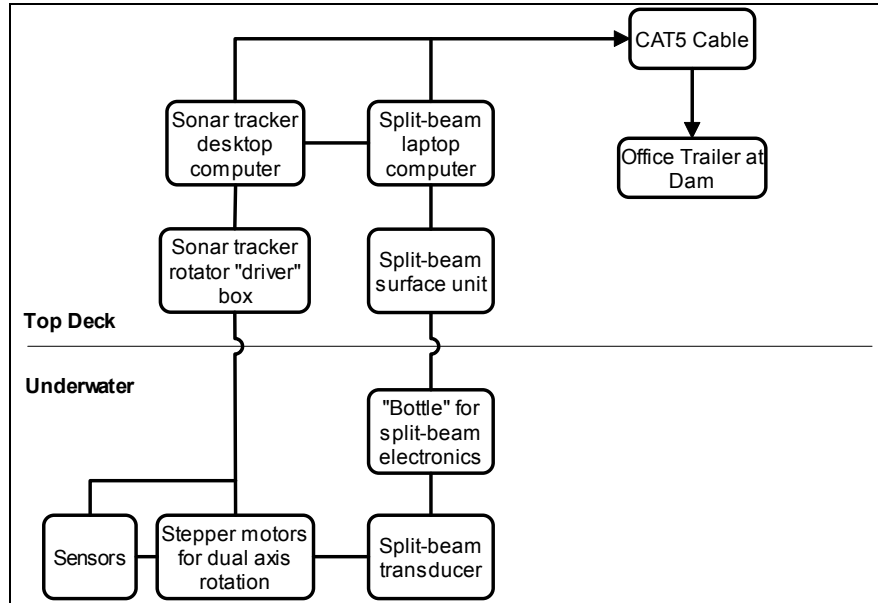 CAT5 Cable
Sonar tracker
desktop
computer
Split-beam
laptop
computer
Office Trailer at
Dam
Sonar tracker
rotator "driver"
box
Split-beam
surface unit
Top Deck
Underwater
"Bottle" for
split-beam
electronics
Sensors
Stepper motors
for dual axis
rotation
Split-beam
transducer